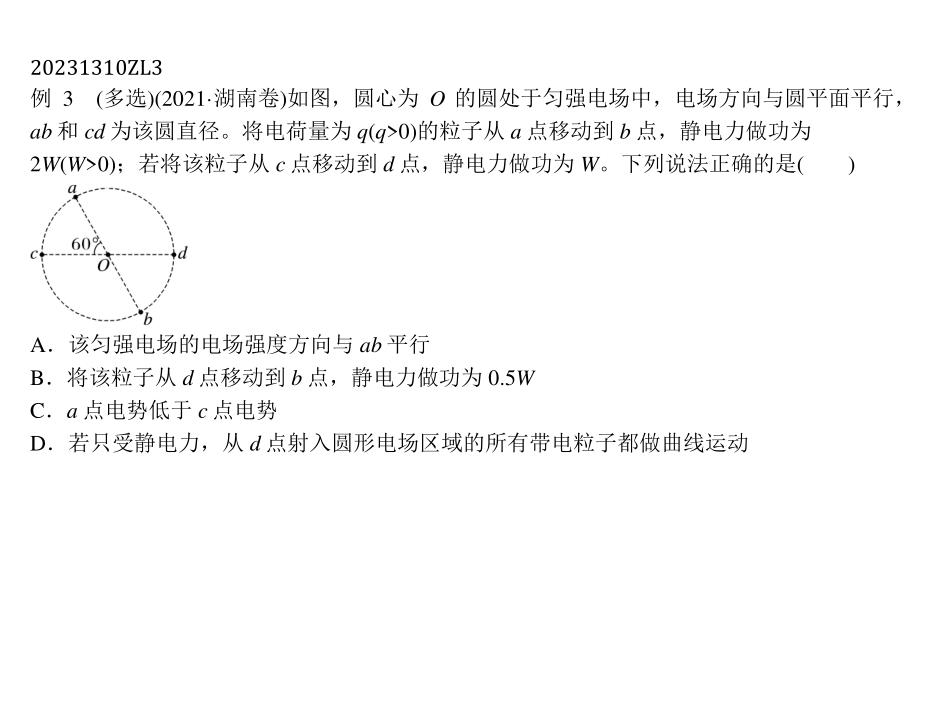 20231310ZL3
例 3 (多选)(2021·湖南卷)如图，圆心为 O 的圆处于匀强电场中，电场方向与圆平面平行，
ab 和 cd 为该圆直径。将电荷量为 q(q>0)的粒子从 a 点移动到 b 点，静电力做功为
2W(W>0)；若将该粒子从 c 点移动到 d 点，静电力做功为 W。下列说法正确的是(　　)
a
60°
c
d
O
b
A．该匀强电场的电场强度方向与 ab 平行
B．将该粒子从 d 点移动到 b 点，静电力做功为 0.5W
C．a 点电势低于 c 点电势
D．若只受静电力，从 d 点射入圆形电场区域的所有带电粒子都做曲线运动